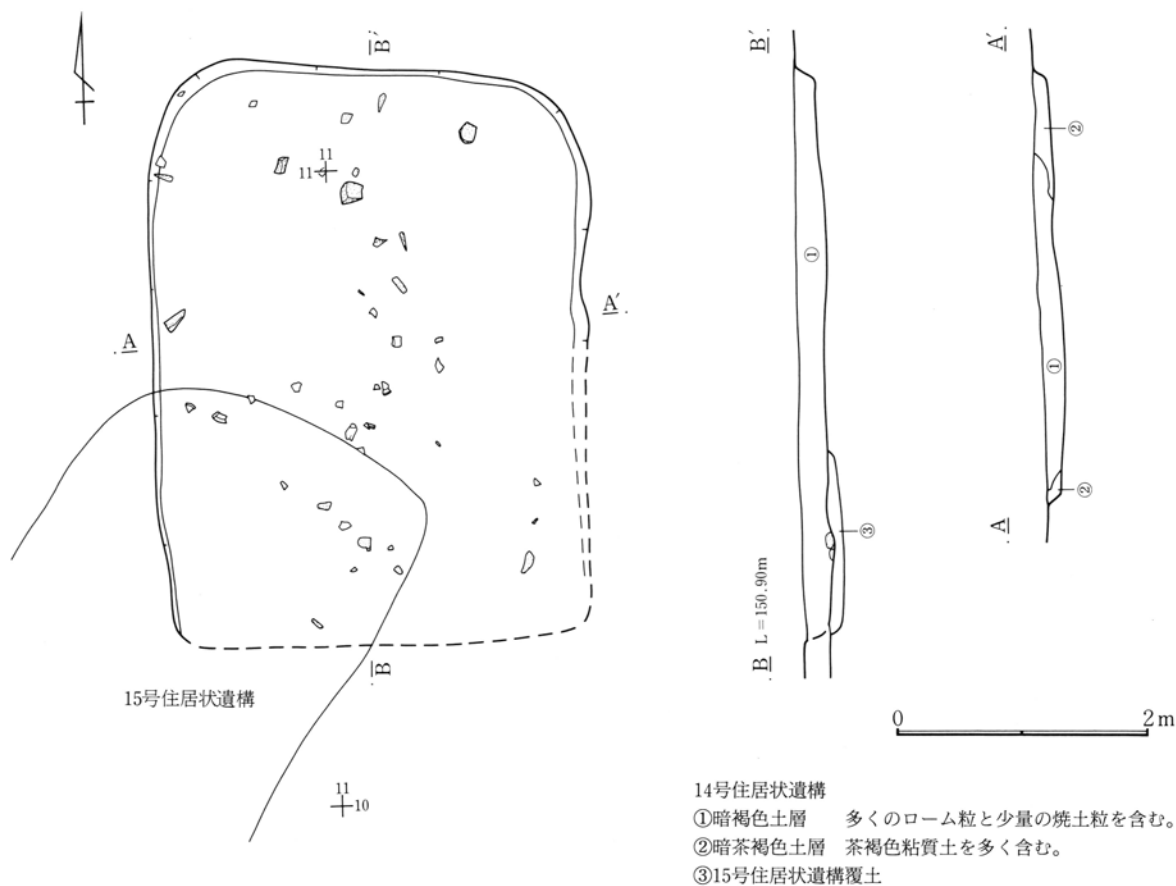 B′
11
11
A′
A
B
15号住居状遺構
11
10
B′
①
③
L=150.90m
B
A′
②
①
②
A
0
2m
14号住居状遺構
①暗褐色土層 多くのローム粒と少量の焼土粒を含む。
②暗茶褐色土層 茶褐色粘質土を多く含む。
③15号住居状遺構覆土